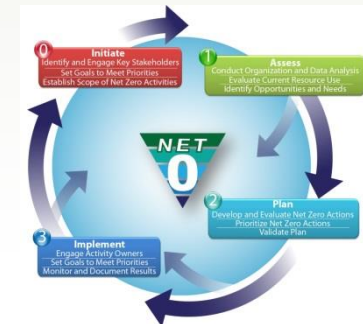 0
Initiate
Identify and Engage Key Stakeholders
Set Goals to Meet Priorities
Establish Scope of Net Zero Activities
1
Assess
Conduct Organization and Data Analysis
Evaluate Current Resource Use
Identify Opportunities and Needs
NET
0
2
Plan
Develop and Evaluate Net Zero Actions
Prioritize Net Zero Actions
Validate Plan
3
Implement
Engage Activity Owners
Set Goals to Meet Priorities
Monitor and Document Results